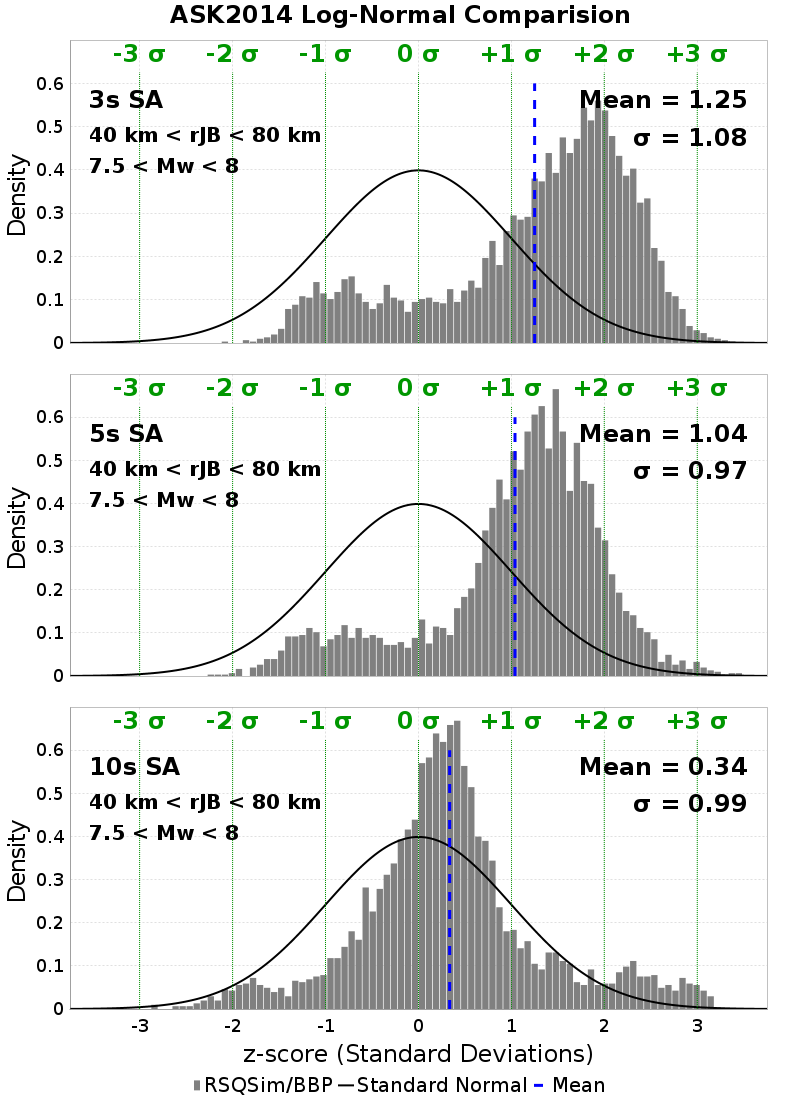 ASK2014 Log-Normal Comparision
-3 σ -2 σ -1 σ 0 σ +1 σ +2 σ +3 σ
3s SA
40 km < rJB < 80 km
7.5 < Mw < 8
Mean = 1.25
σ = 1.08
Density
0.6
0.5
0.4
0.3
0.2
0.1
0
-3 σ -2 σ -1 σ 0 σ +1 σ +2 σ +3 σ
5s SA
40 km < rJB < 80 km
7.5 < Mw < 8
Mean = 1.04
σ = 0.97
Density
0.6
0.5
0.4
0.3
0.2
0.1
0
-3 σ -2 σ -1 σ 0 σ +1 σ +2 σ +3 σ
10s SA
40 km < rJB < 80 km
7.5 < Mw < 8
Mean = 0.34
σ = 0.99
Density
0.6
0.5
0.4
0.3
0.2
0.1
0
-3 -2 -1 0 1 2 3
z-score (Standard Deviations)
RSQSim/BBP Standard Normal Mean